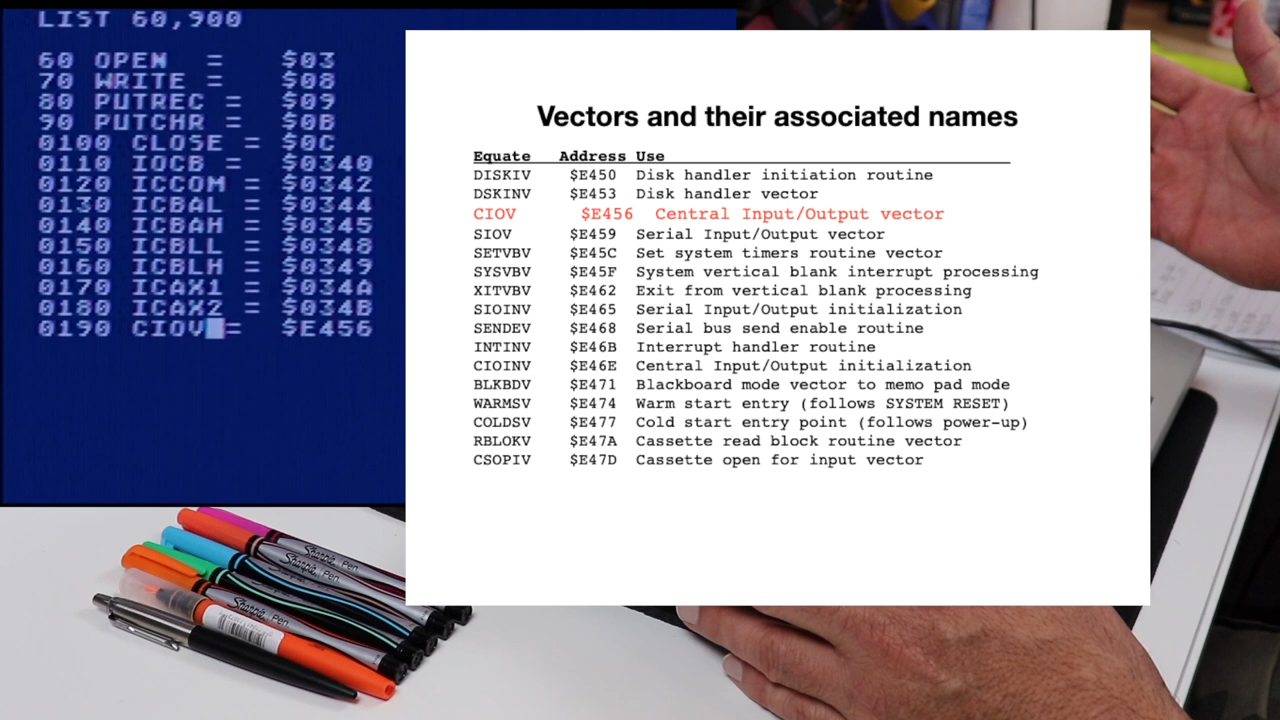 LIST 60,900
60 OPEN = $03
70 WRITE = $08
80 PUTREC = $09
90 PUTCHR = $0B
0100 CLOSE = $0C
0110 IOCB = $0340
0120 ICCOM = $0342
0130 ICBAL = $0344
0140 ICBAH = $0345
0150 ICBLL = $0348
0160 ICBLH = $0349
0170 ICAX1 = $034A
0180 ICAX2 = $034B
0190 CIOV = $E456
Vectors and their associated names
Equate Address Use
DISKIV $E450 Disk handler initiation routine
DSKINV $E453 Disk handler vector
CIOV $E456 Central Input/Output vector
SIOV $E459 Serial Input/Output vector
SETVBV $E45C Set system timers routine vector
SYSVBV $E45F System vertical blank interrupt processing
XITVBV $E462 Exit from vertical blank processing
SIOINV $E465 Serial Input/Output initialization
SENDEV $E468 Serial bus send enable routine
INTINV $E46B Interrupt handler routine
CIOINV $E46E Central Input/Output initialization
BLKBDV $E471 Blackboard mode vector to memo pad mode
WARMSV $E474 Warm start entry (follows SYSTEM RESET)
COLDSV $E477 Cold start entry point (follows power-up)
RBLOKV $E47A Cassette read block routine vector
CSOPIV $E47D Cassette open for input vector
Sharpie Pen
Sharpie Pen
Sharpie Pen